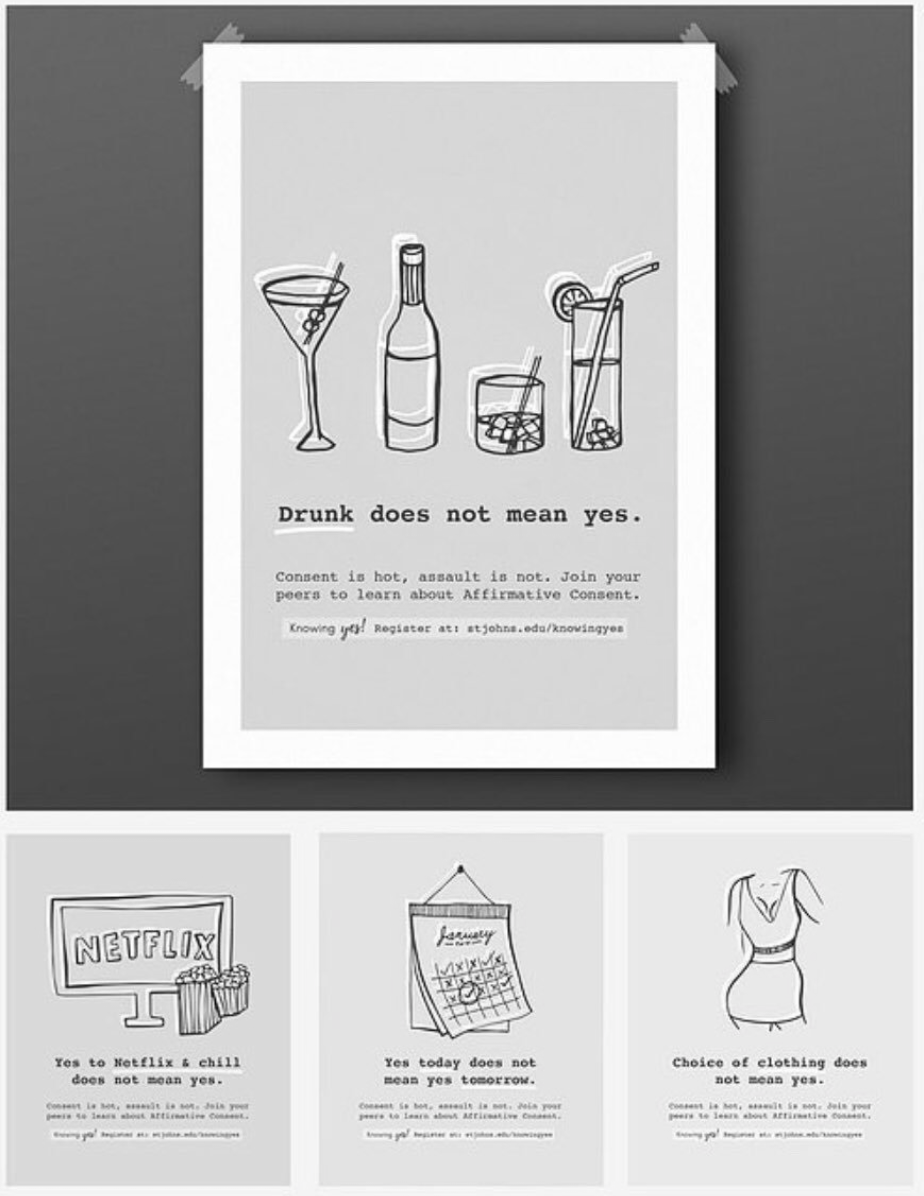 Drunk does not mean yes.
Consent is hot, assault is not. Join your
peers to learn about Affirmative Consent.
Knowing yes! Register at: stjohns.edu/knowingyes
NETFLIX
Yes to Netflix & chill
does not mean yes.
Consent is hot, assault is not. Join your
peers to learn about Affirmative Consent.
Knowing yes! Register at: stjohns.edu/knowingyes
January
Yes today does not
mean yes tomorrow.
Consent is hot, assault is not. Join your
peers to learn about Affirmative Consent.
Knowing yes! Register at: stjohns.edu/knowingyes
Choice of clothing does
not mean yes.
Consent is hot, assault is not. Join your
peers to learn about Affirmative Consent.
Knowing yes! Register at: stjohns.edu/knowingyes